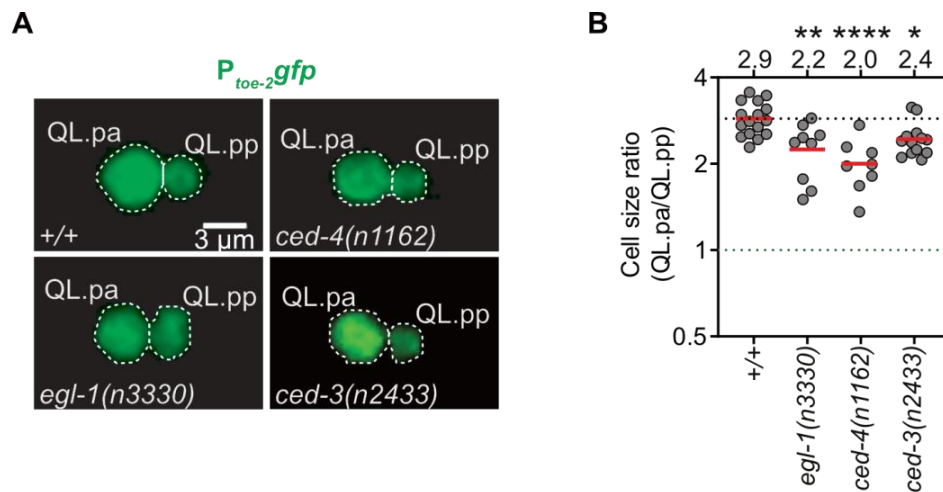 A
P toe-2 gfp
QL.pa
QL.pp
+/+
3 µm
QL.pa
QL.pp
ced-4(n1162)
QL.pa
QL.pp
egl-1(n3330)
QL.pa
QL.pp
ced-3(n2433)
B
** **** *
2.9 2.2 2.0 2.4
Cell size ratio
(QL.pa/QL.pp)
4
2
1
0.5
+/+
egl-1(n3330)
ced-4(n1162)
ced-3(n2433)